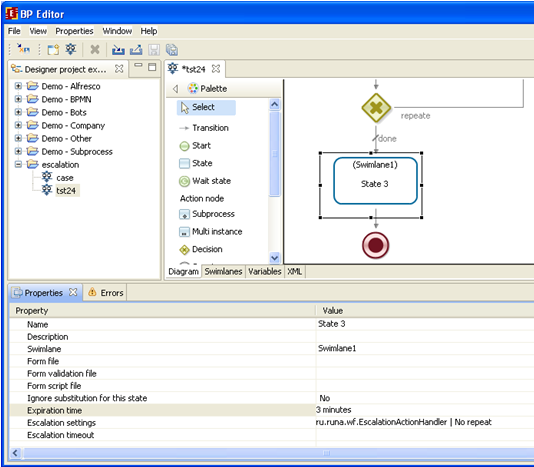 BP Editor
File View Properties Window Help
Designer project ex...
Demo - Alfresco
Demo - BPMN
Demo - Bots
Demo - Company
Demo - Other
Demo - Subprocess
escalation
case
tst24
*tst24
Palette
Select
Transition
Start
State
Wait state
Action node
Subprocess
Multi instance
Decision
repeate
done
(Swimlane1)
State 3
Diagram Swimlanes Variables XML
Properties Errors
Property Value
Name State 3
Description
Swimlane Swimlane1
Form file
Form validation file
Form script file
Ignore substitution for this state No
Expiration time 3 minutes
Escalation settings ru.runa.wf.EscalationActionHandler | No repeat
Escalation timeout